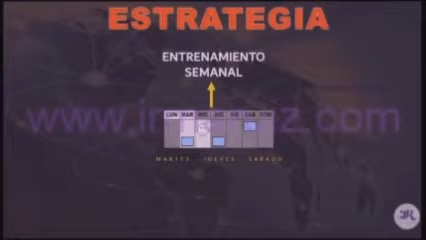 ESTRATEGIA
ENTRENAMIENTO
SEMANAL
LUN MAR MIE JUE VIE SAB DOM
MARTES JUEVES SABADO